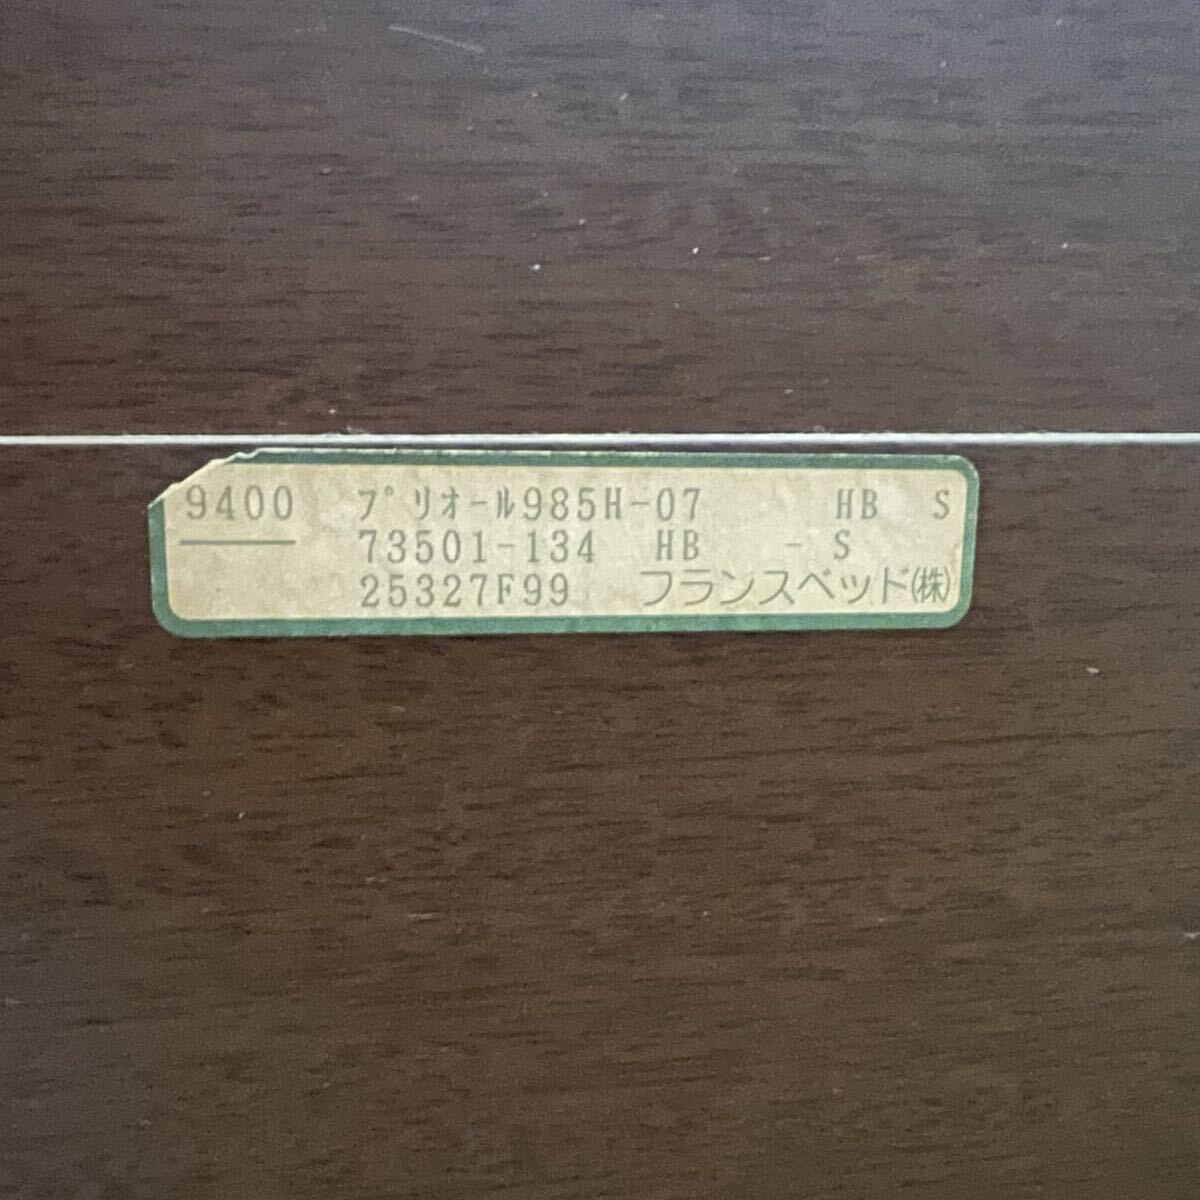 9400 プリオール985H-07 HB S
73501-134 HB - S
25327F99 フランスベッド(株)